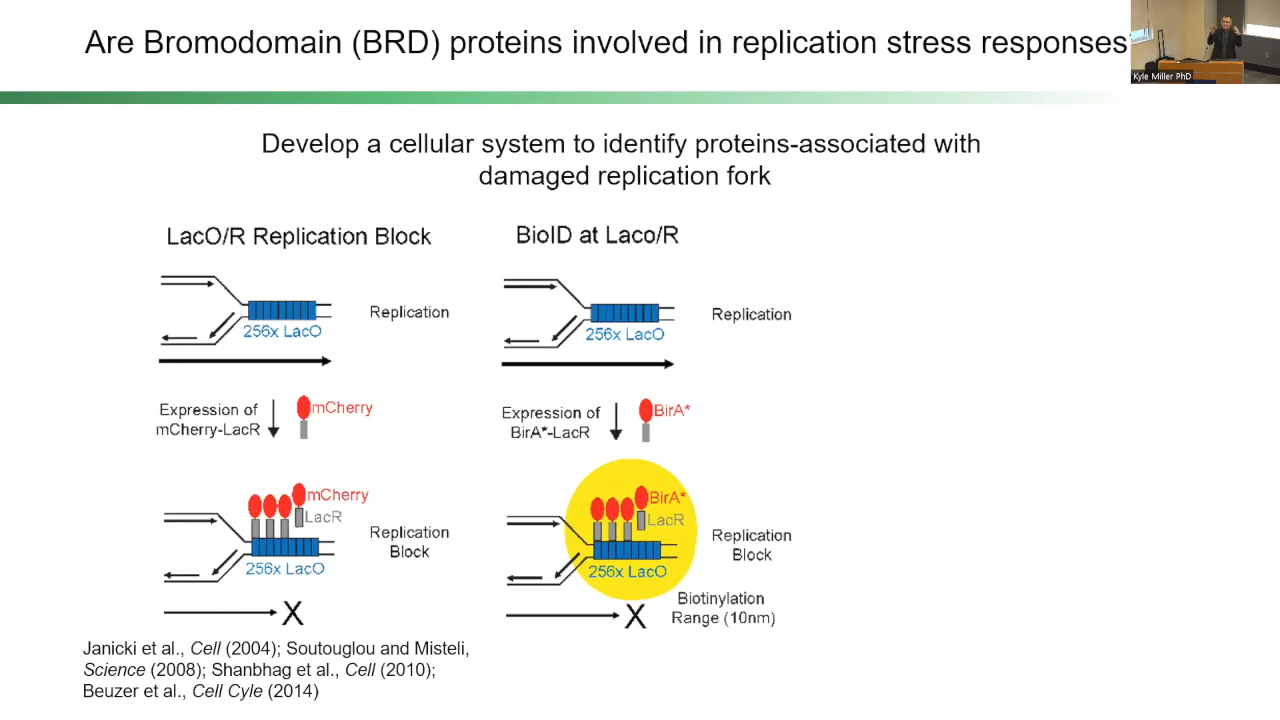 Are Bromodomain (BRD) proteins involved in replication stress responses
Kyle Miller PhD
Develop a cellular system to identify proteins-associated with
damaged replication fork
LacO/R Replication Block
Replication
256x LacO
Expression of
mCherry-LacR
mCherry
mCherry
LacR
Replication
Block
256x LacO
X
BioID at Laco/R
Replication
256x LacO
Expression of
BirA*-LacR
BirA*
BirA*
LacR
Replication
Block
256x LacO
Biotinylation
Range (10nm)
X
Janicki et al., Cell (2004); Soutouglou and Misteli,
Science (2008); Shanbhag et al., Cell (2010);
Beuzer et al., Cell Cyle (2014)